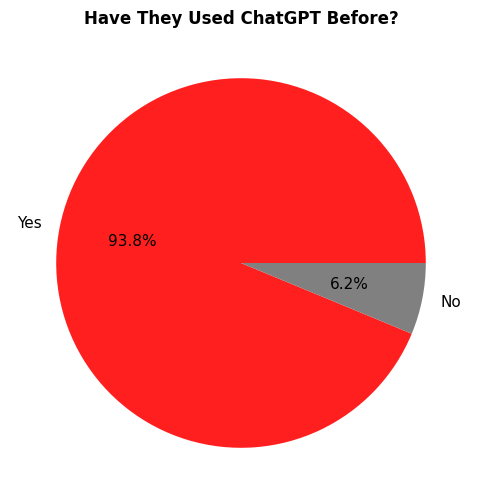 Have They Used ChatGPT Before?
Yes
93.8%
6.2%
No